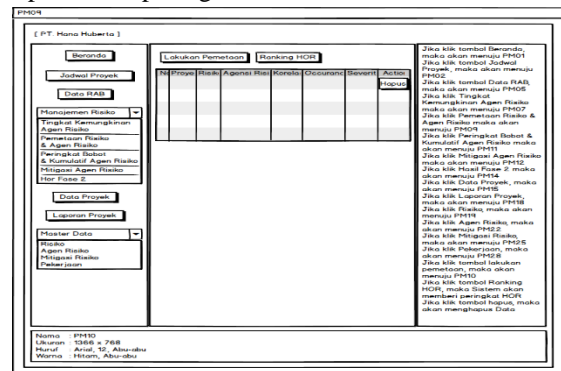 PM09
[ PT. Hana Huberta ]
Beranda
Jadwal Proyek
Data RAB
Manajemen Risiko
Tingkat Kemungkinan
Agen Risiko
Pemetaan Risiko
& Agen Risiko
Peringkat Bobot
& Kumulatif Agen Risiko
Mitigasi Agen Risiko
Hor Fase 2
Data Proyek
Laporan Proyek
Master Data
Risiko
Agen Risiko
Mitigasi Risiko
Pekerjaan
Lakukan Pemetaan Ranking HOR
Proye Risik Agensi Risi Korela Occuranc Severit Action
Hapus
Jika klik tombol Beranda,
maka akan menuju PM01
Jika klik tombol Jadwal
Proyek, maka akan menuju
PM02
Jika klik tombol Data RAB,
maka akan menuju PM05
Jika klik Tingkat
Kemungkinan Agen Risiko
maka akan menuju PM07
Jika klik Pemetaan Risiko &
Agen Risiko maka akan
menuju PM09
Jika klik Peringkat Bobot &
Kumulatif Agen Risiko maka
akan menuju PM11
Jika klik Mitigasi Agen Risiko
maka akan menuju PM12
Jika klik Hasil Fase 2 maka
akan menuju PM14
Jika klik Data Proyek, maka
akan menuju PM15
Jika klik Laporan Proyek,
maka akan menuju PM18
Jika klik Risiko, maka akan
menuju PM19
Jika klik Agen Risiko, maka
akan menuju PM22
Jika klik Mitigasi Risiko,
maka akan menuju PM25
Jika klik Pekerjaan, maka
akan menuju PM28
Jika klik tombol lakukan
pemetaan, maka akan
menuju PM10
Jika klik tombol Ranking
HOR, maka Sistem akan
memberi peringkat HOR
Jika klik tombol hapus, maka
akan menghapus Data
Nama : PM10
Ukuran : 1366 x 768
Huruf : Arial, 12, Abu-abu
Warna : Hitam, Abu-abu